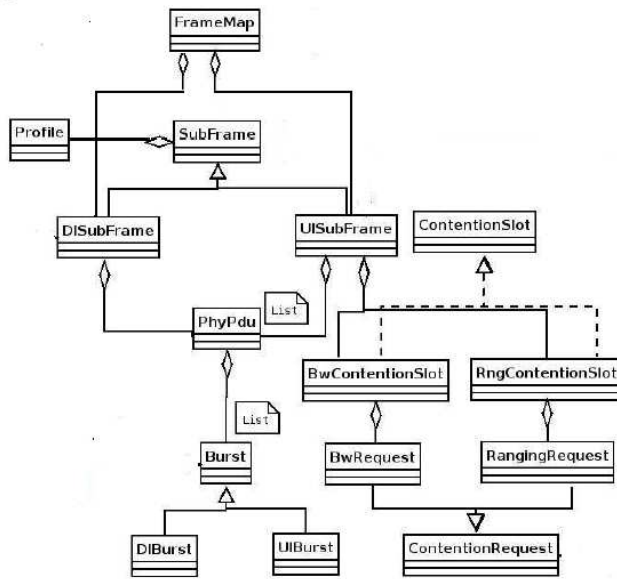 FrameMap
Profile
SubFrame
DlSubFrame
UlSubFrame
ContentionSlot
PhyPdu
List
BwContentionSlot
RngContentionSlot
List
Burst
BwRequest
RangingRequest
DlBurst
UlBurst
ContentionRequest